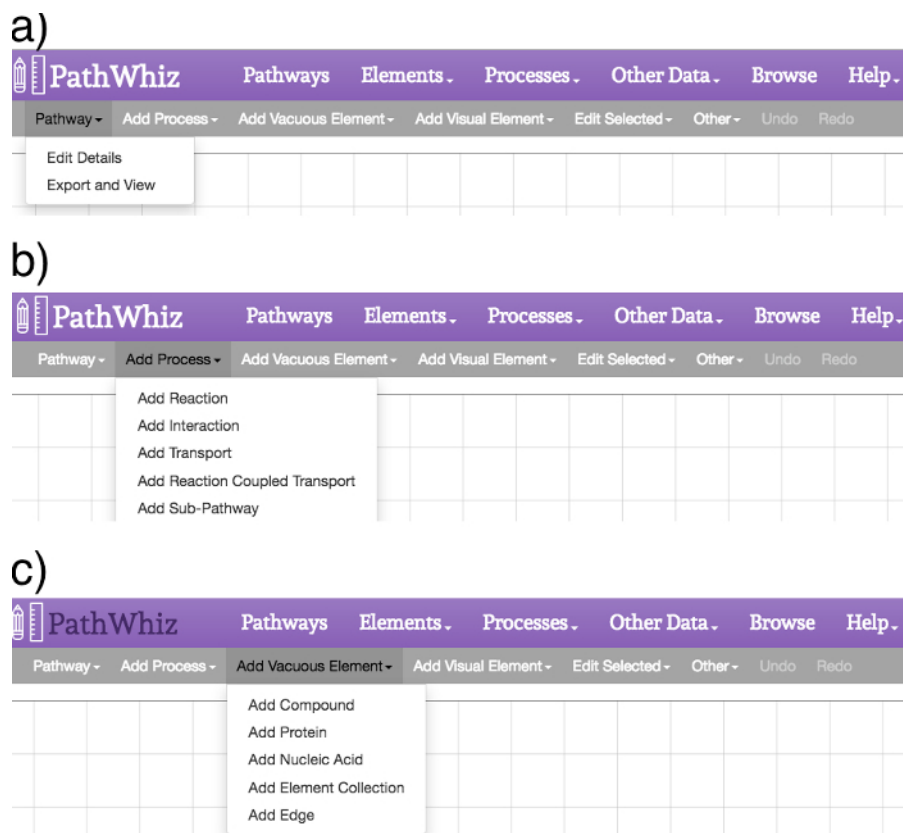 a)
PathWhiz Pathways Elements Processes Other Data Browse Help
Pathway Add Process Add Vacuous Element Add Visual Element Edit Selected Other Undo Redo
Edit Details
Export and View
b)
PathWhiz Pathways Elements Processes Other Data Browse Help
Pathway Add Process Add Vacuous Element Add Visual Element Edit Selected Other Undo Redo
Add Reaction
Add Interaction
Add Transport
Add Reaction Coupled Transport
Add Sub-Pathway
c)
PathWhiz Pathways Elements Processes Other Data Browse Help
Pathway Add Process Add Vacuous Element Add Visual Element Edit Selected Other Undo Redo
Add Compound
Add Protein
Add Nucleic Acid
Add Element Collection
Add Edge